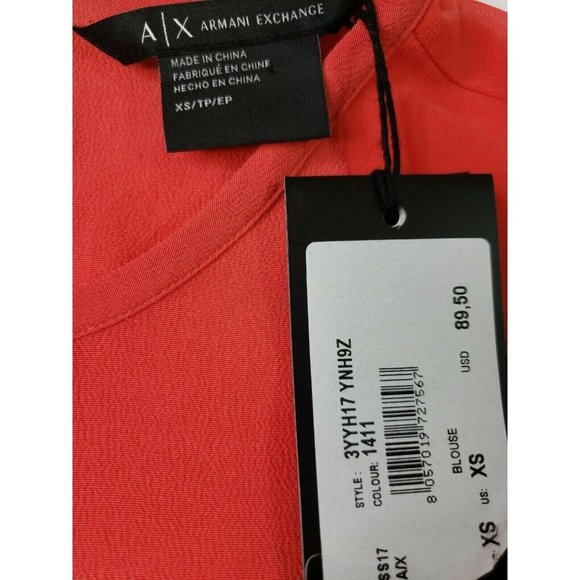 A|X ARMANI EXCHANGE
MADE IN CHINA
FABRIQUÉ EN CHINE
HECHO EN CHINA
XS/TP/EP
STYLE : 3YYH17 YNH9Z
COLOUR: 1411
8 057019 727567
BLOUSE
USD 89,50
US: XS
XS
SS17
A/X